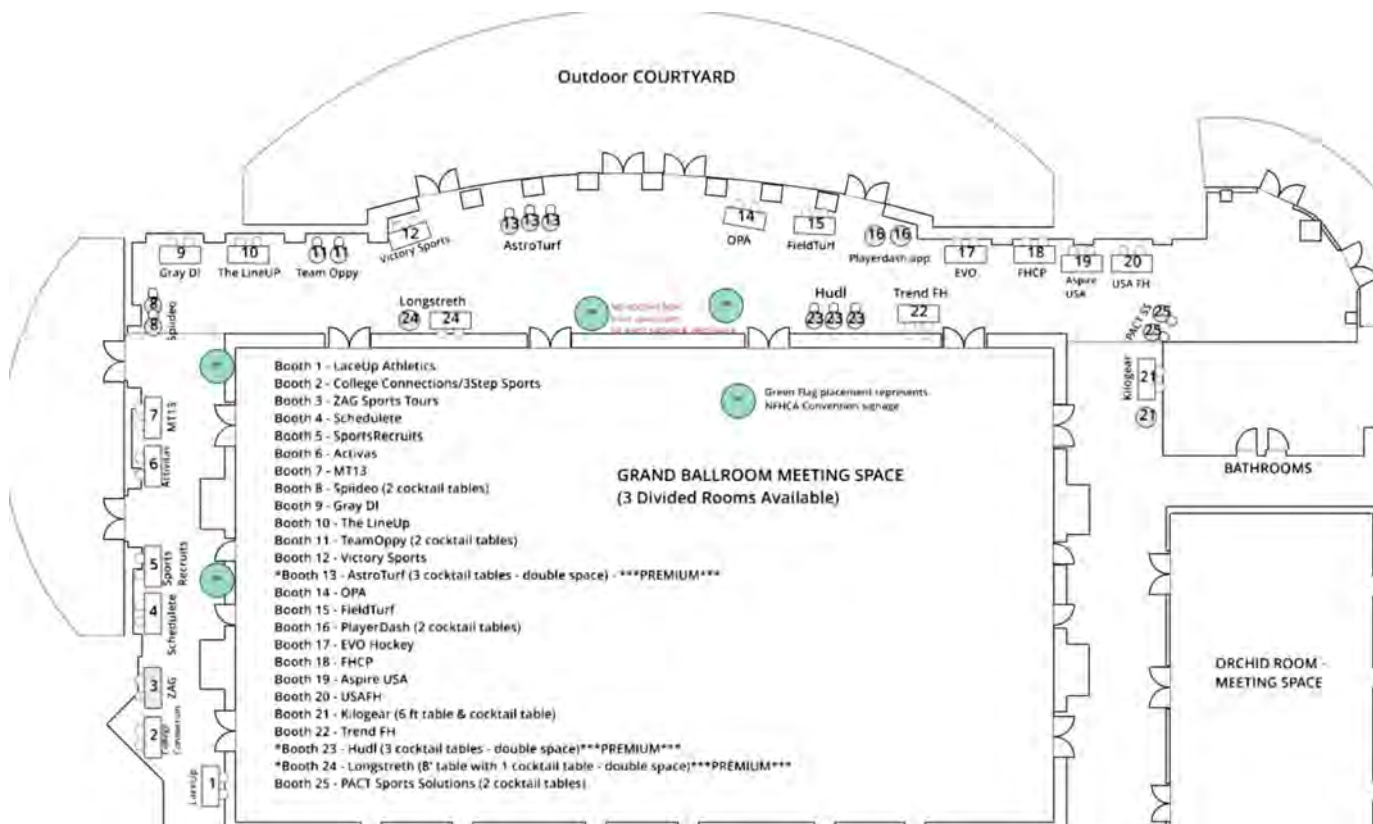 Outdoor COURTYARD
9
Gray DI
10
The LineUP
11 11
Team Oppy
12
Victory Sports
13 13 13
AstroTurf
14
OPA
15
FieldTurf
16 16
Playerdash app
17
EVO
18
FHCP
19
Aspire
USA
20
USA FH
8
8
Spiideo
Longstreth
24 24
Hudl
23 23 23
Trend FH
22
PACT SS
25
25
Kilogear
21
21
7
MT13
6
Activitas
5
Sports
Recruits
4
Schedulete
3
ZAG
2
College
1
LaceUp
Booth 1 - LaceUp Athletics
Booth 2 - College Connections/3Step Sports
Booth 3 - ZAG Sports Tours
Booth 4 - Schedulete
Booth 5 - SportsRecruits
Booth 6 - Activas
Booth 7 - MT13
Booth 8 - Spiideo (2 cocktail tables)
Booth 9 - Gray DI
Booth 10 - The LineUp
Booth 11 - TeamOppy (2 cocktail tables)
Booth 12 - Victory Sports
*Booth 13 - AstroTurf (3 cocktail tables - double space) - ***PREMIUM***
Booth 14 - OPA
Booth 15 - FieldTurf
Booth 16 - PlayerDash (2 cocktail tables)
Booth 17 - EVO Hockey
Booth 18 - FHCP
Booth 19 - Aspire USA
Booth 20 - USAFH
Booth 21 - Kilogear (6 ft table & cocktail table)
Booth 22 - Trend FH
*Booth 23 - Hudl (3 cocktail tables - double space)***PREMIUM***
*Booth 24 - Longstreth (8' table with 1 cocktail table - double space)***PREMIUM***
Booth 25 - PACT Sports Solutions (2 cocktail tables)
Green Flag placement represents
NFHCA Convention signage
GRAND BALLROOM MEETING SPACE
(3 Divided Rooms Available)
BATHROOMS
ORCHID ROOM -
MEETING SPACE